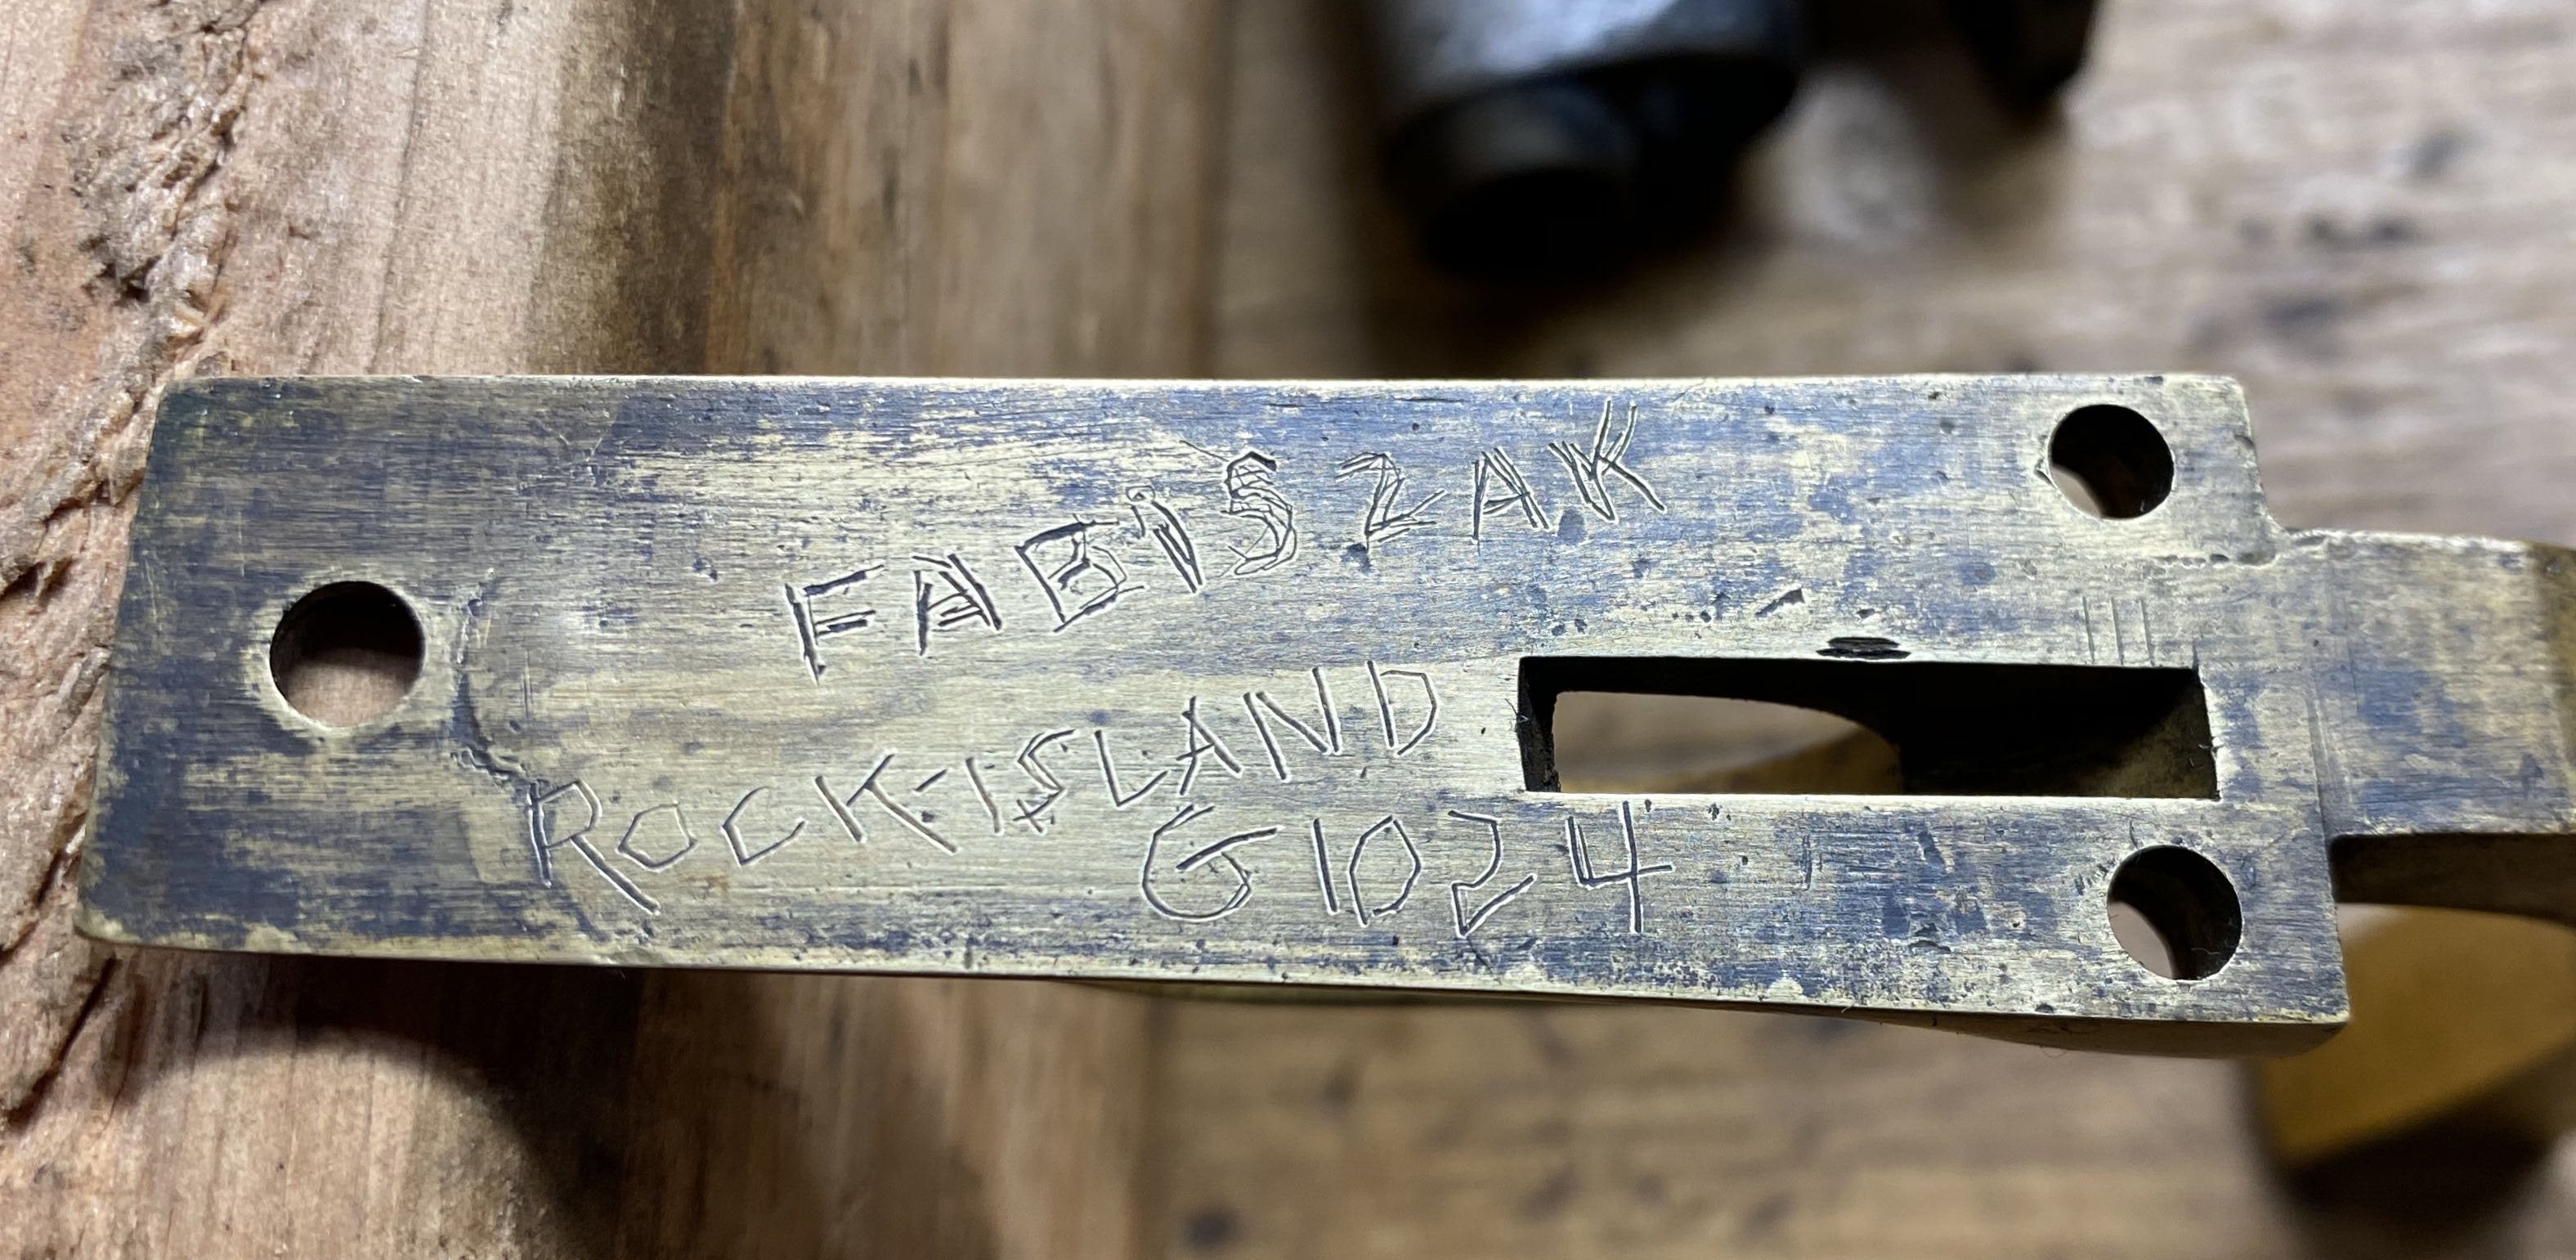 FABiSZAK
ROCK-ISLAND
G1024